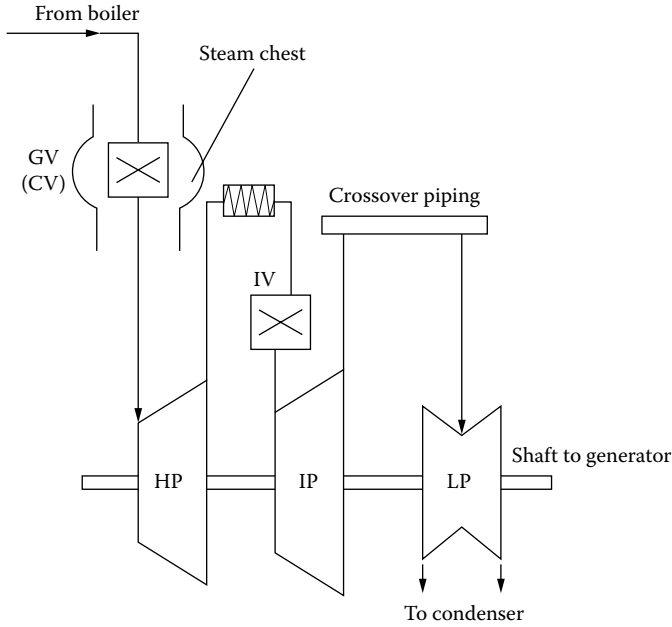 From boiler
Steam chest
GV
(CV)
Crossover piping
IV
Shaft to generator
HP
IP
LP
To condenser